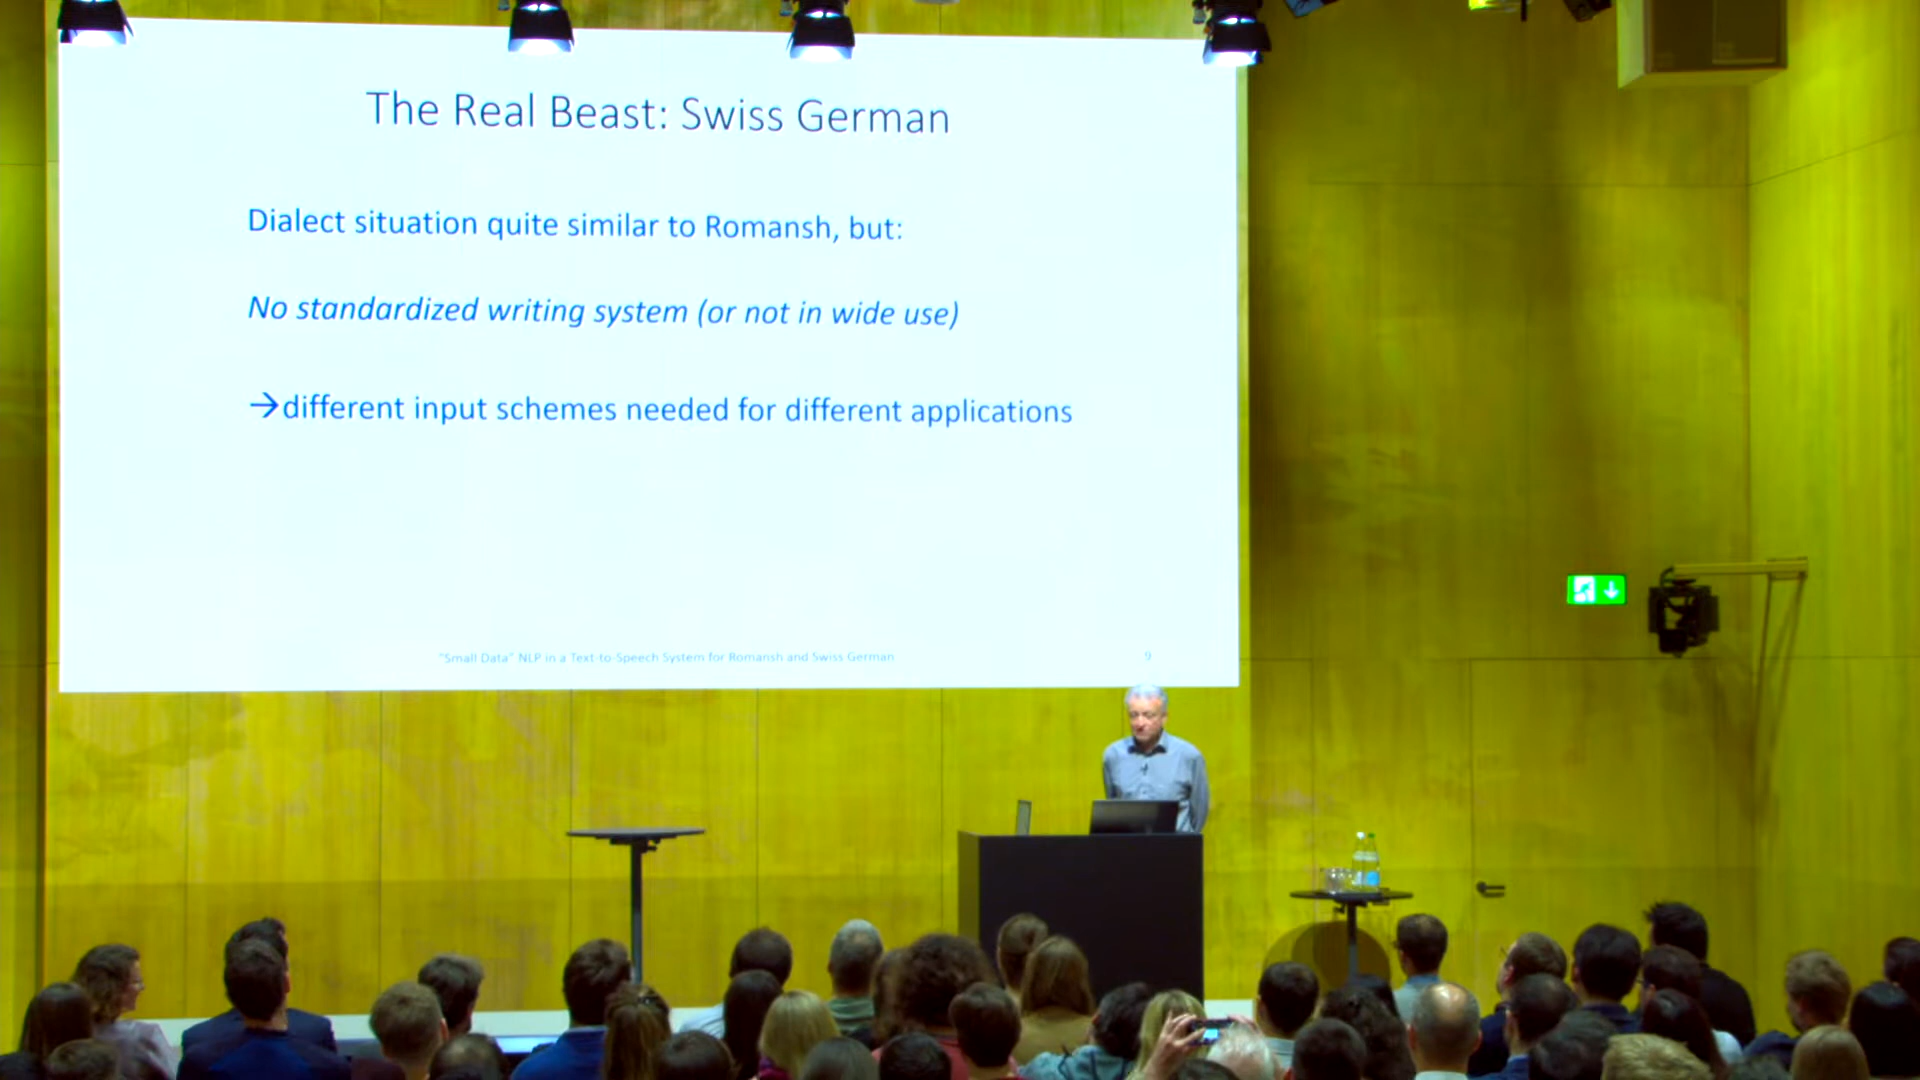 The Real Beast: Swiss German
Dialect situation quite similar to Romansh, but:
No standardized writing system (or not in wide use)
→different input schemes needed for different applications
"Small Data" NLP in a Text-to-Speech System for Romansh and Swiss German
9